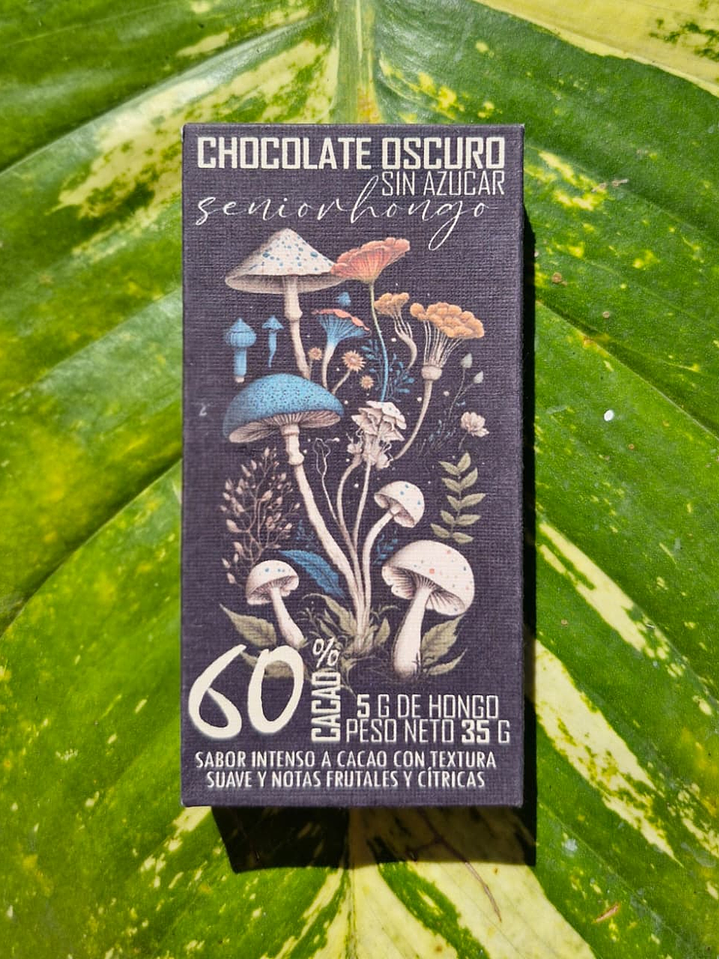 CHOCOLATE OSCURO
SIN AZUCAR
seniorhongo
60% CACAO
5 G DE HONGO
PESO NETO 35 G
SABOR INTENSO A CACAO CON TEXTURA
SUAVE Y NOTAS FRUTALES Y CÍTRICAS